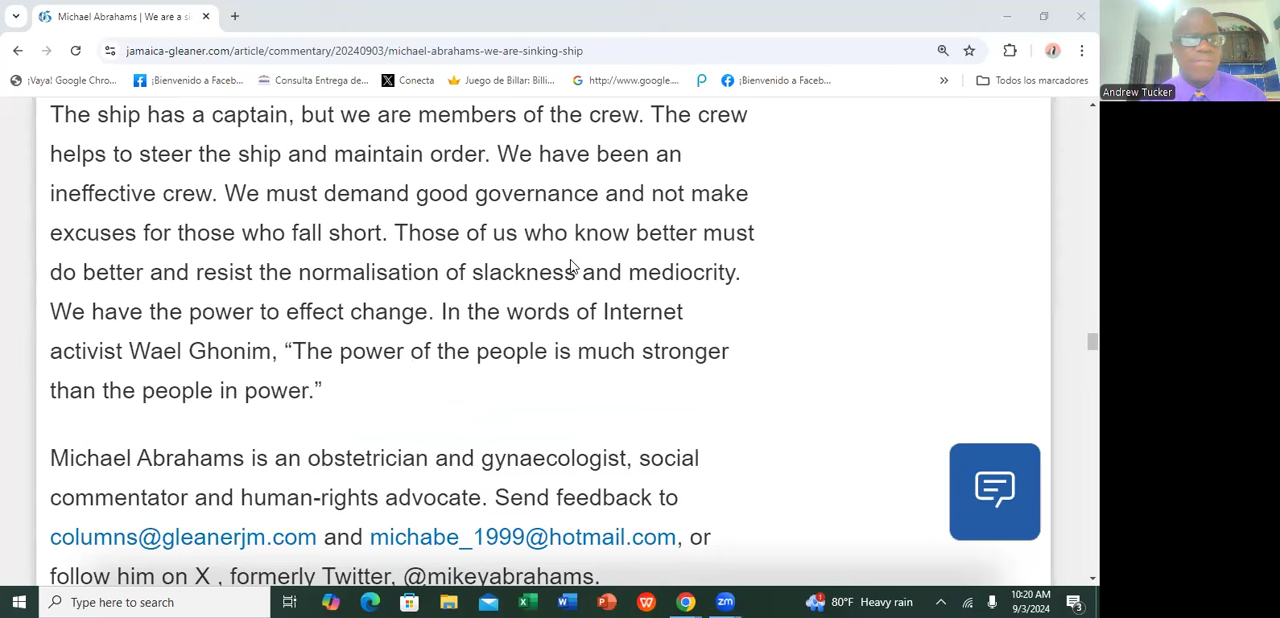 Michael Abrahams | We are a si
jamaica-gleaner.com/article/commentary/20240903/michael-abrahams-we-are-sinking-ship
¡Vaya! Google Chro...
¡Bienvenido a Faceb...
Consulta Entrega de...
Conecta
Juego de Billar: Billi...
http://www.google....
¡Bienvenido a Faceb...
»
Todos los marcadores
Andrew Tucker
The ship has a captain, but we are members of the crew. The crew
helps to steer the ship and maintain order. We have been an
ineffective crew. We must demand good governance and not make
excuses for those who fall short. Those of us who know better must
do better and resist the normalisation of slackness and mediocrity.
We have the power to effect change. In the words of Internet
activist Wael Ghonim, “The power of the people is much stronger
than the people in power.”
Michael Abrahams is an obstetrician and gynaecologist, social
commentator and human-rights advocate. Send feedback to
columns@gleanerjm.com and michabe_1999@hotmail.com, or
follow him on X , formerly Twitter, @mikeyabrahams.
Type here to search
zm
80°F Heavy rain
10:20 AM
9/3/2024
3